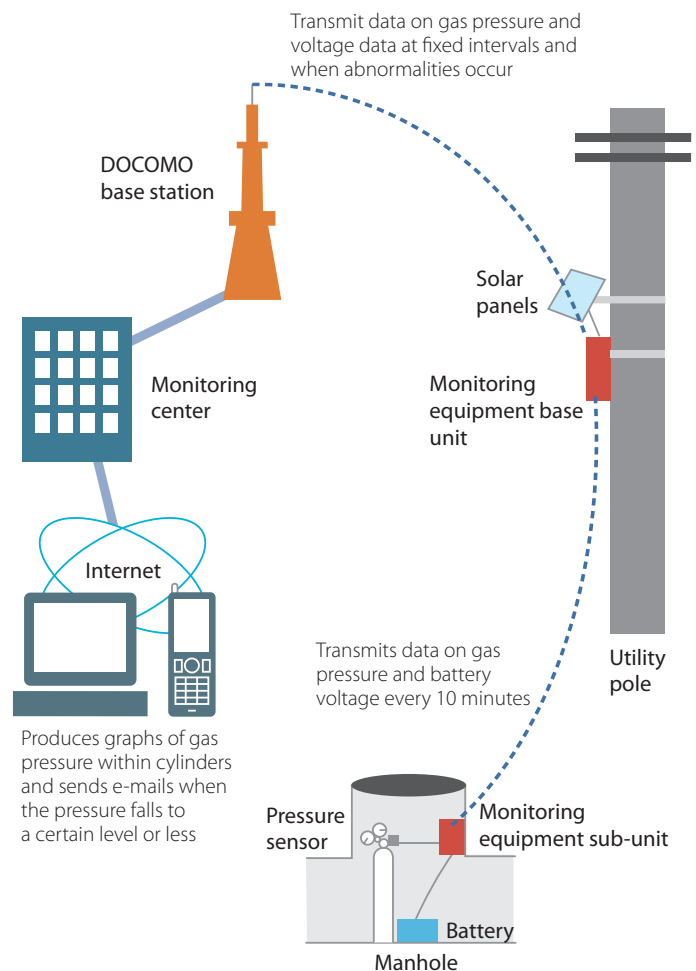 Transmit data on gas pressure and
voltage data at fixed intervals and
when abnormalities occur
DOCOMO
base station
Solar
panels
Monitoring
center
Monitoring
equipment base
unit
Internet
Transmits data on gas
pressure and battery
voltage every 10 minutes
Utility
pole
Produces graphs of gas
pressure within cylinders
and sends e-mails when
the pressure falls to
a certain level or less
Pressure
sensor
Monitoring
equipment sub-unit
Battery
Manhole